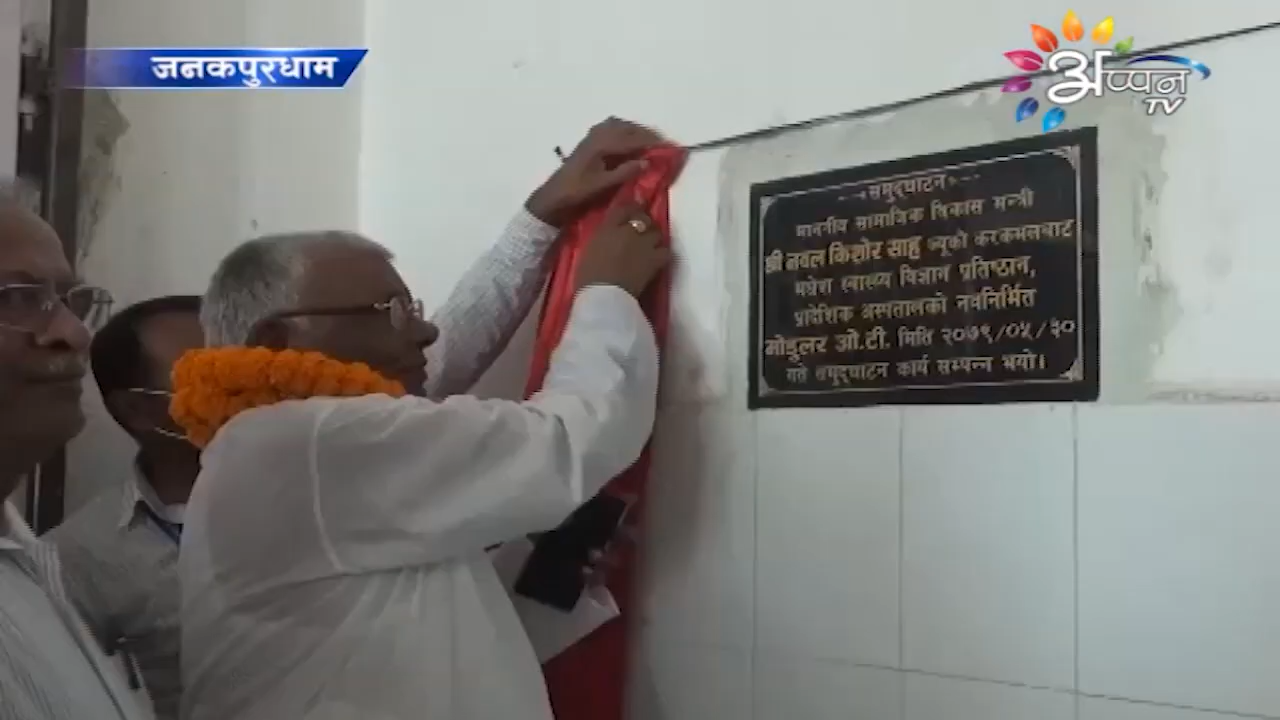 जनकपुरधाम
अप्पन
TV
समुद्घाटन
माननीय सामाजिक विकास मन्त्री
श्री नवल किशोर साह ज्यूको करकमलबाट
मधेश स्वास्थ्य विज्ञान प्रतिष्ठान,
प्रादेशिक अस्पतालको नवनिर्मित
मोडुलर ओ.टी. मिति २०७९/०५/३०
गते समुद्घाटन कार्य सम्पन्न भयो।